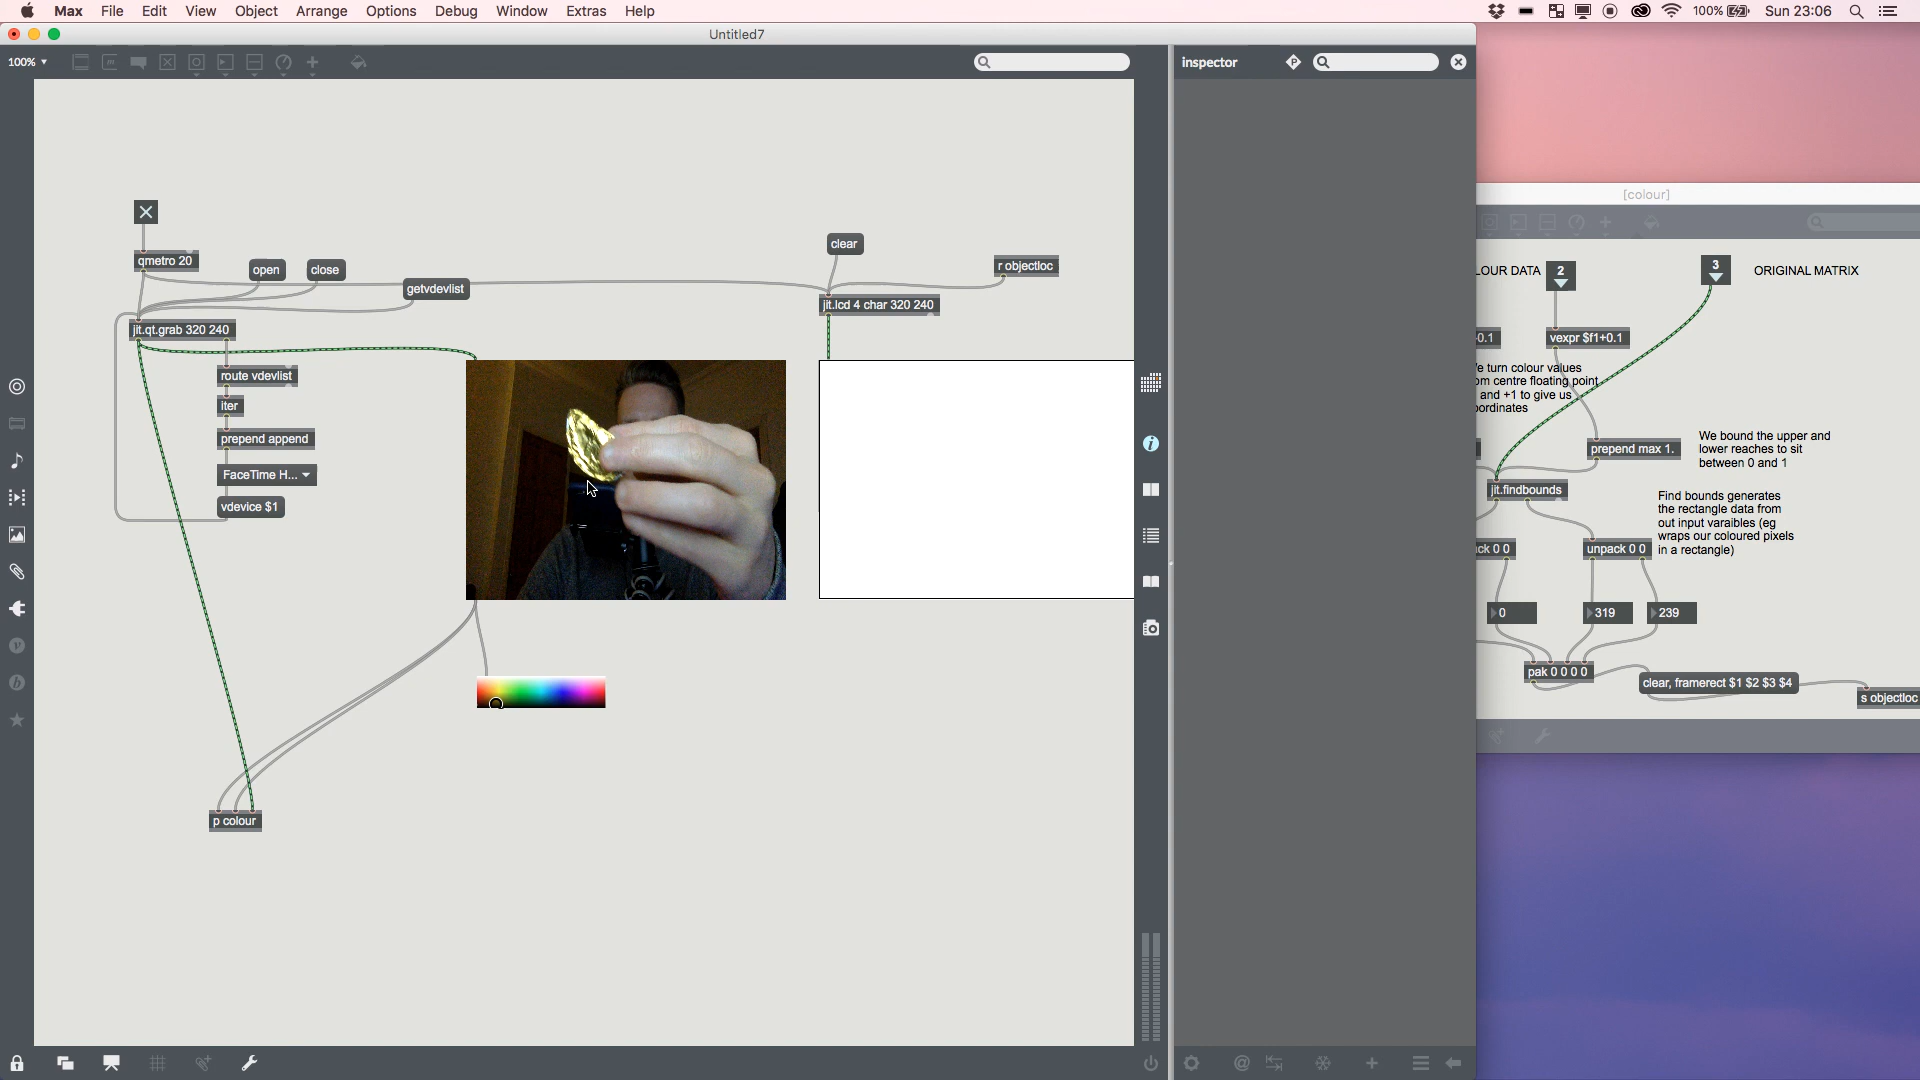 Max File Edit View Object Arrange Options Debug Window Extras Help
100% Sun 23:06
Untitled7
100%
inspector
[colour]
clear
qmetro 20
open
close
getvdevlist
r objectloc
jit.lcd 4 char 320 240
jit.qt.grab 320 240
route vdevlist
iter
prepend append
FaceTime H...
vdevice $1
p colour
LOUR DATA
2
3
ORIGINAL MATRIX
0.1
vexpr $f1+0.1
e turn colour values
om centre floating point
and +1 to give us
ordinates
prepend max 1.
We bound the upper and
lower reaches to sit
between 0 and 1
jit.findbounds
Find bounds generates
the rectangle data from
out input varaibles (eg
wraps our coloured pixels
in a rectangle)
ck 0 0
unpack 0 0
0
319
239
pak 0 0 0 0
clear, framerect $1 $2 $3 $4
s objectloc